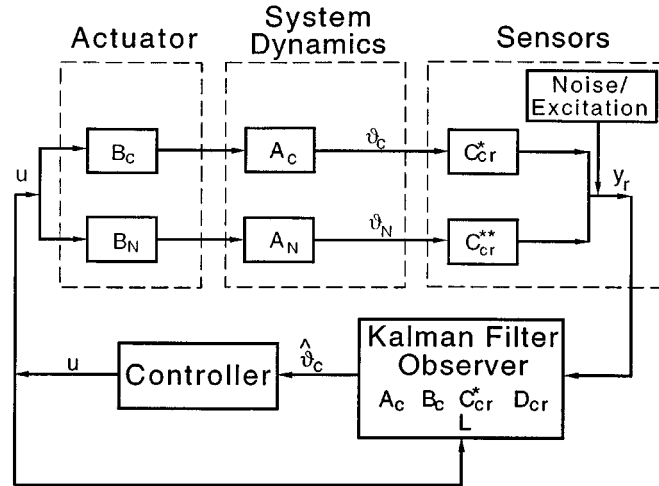 Actuator
System
Dynamics
Sensors
Noise/
Excitation
u
B_c
A_c
ϑ_c
C*_cr
y_r
B_N
A_N
ϑ_N
C**_cr
u
Controller
ϑ̂_c
Kalman Filter
Observer
A_c B_c C*_cr D_cr
L